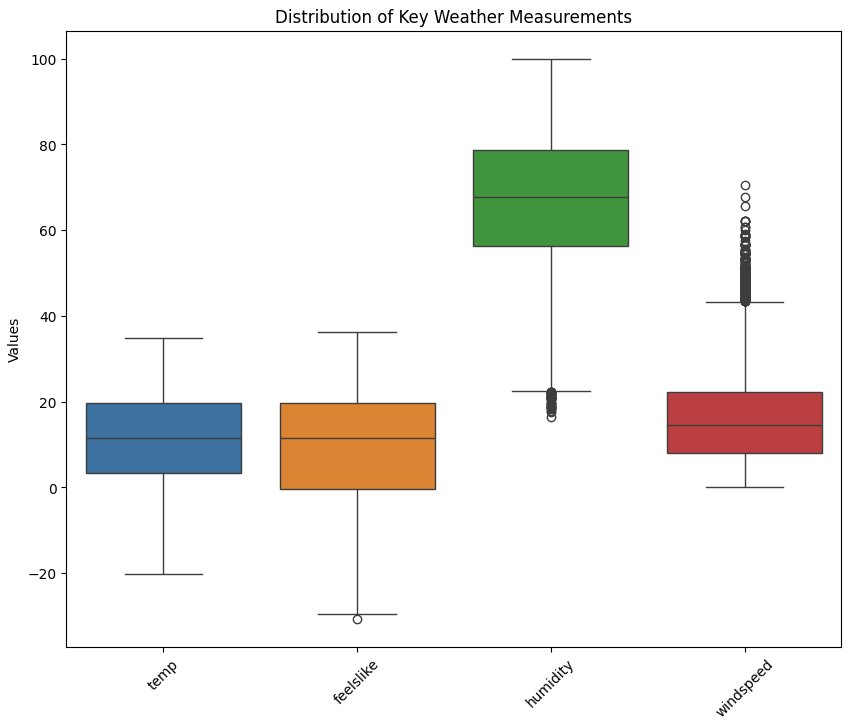 Distribution of Key Weather Measurements
100
80
60
40
20
0
−20
Values
temp
feelslike
humidity
windspeed